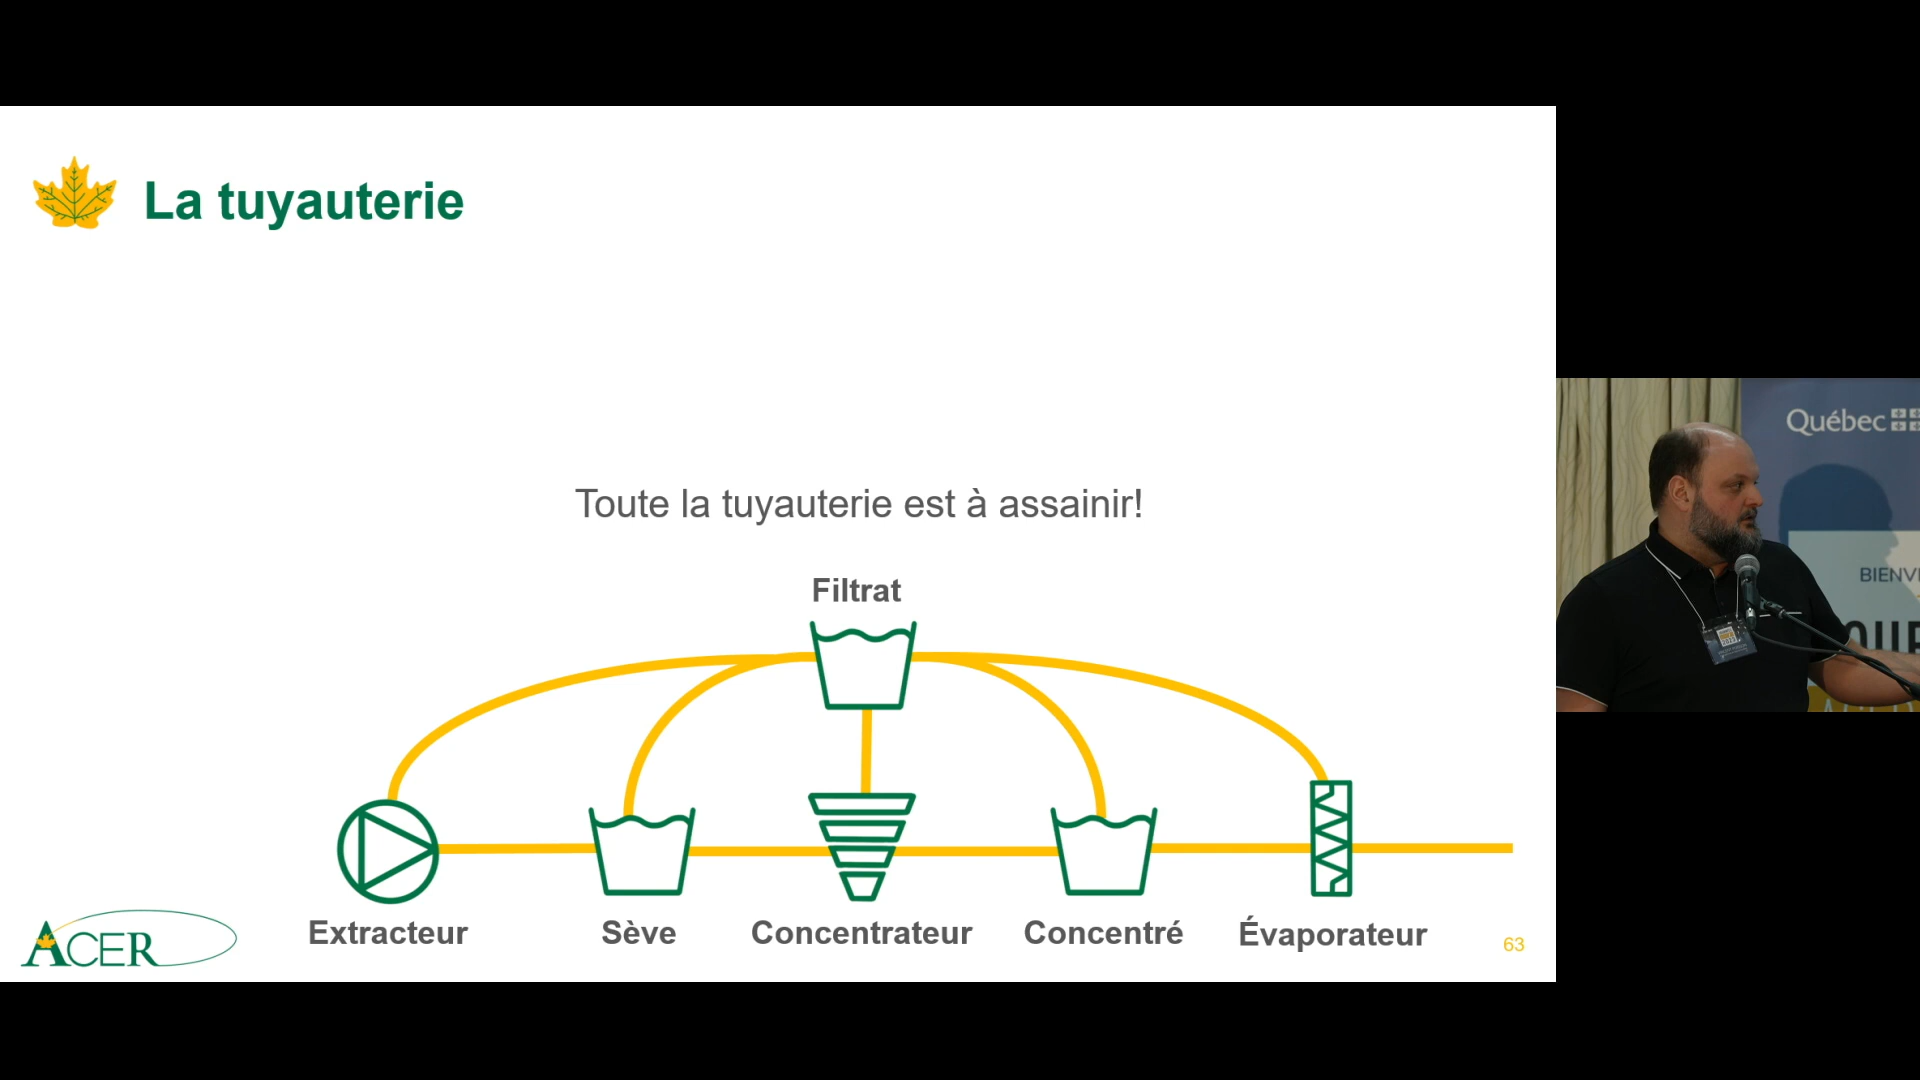 La tuyauterie
Toute la tuyauterie est à assainir!
Filtrat
Extracteur
Sève
Concentrateur
Concentré
Évaporateur
63
ACER
Québec
BIENV